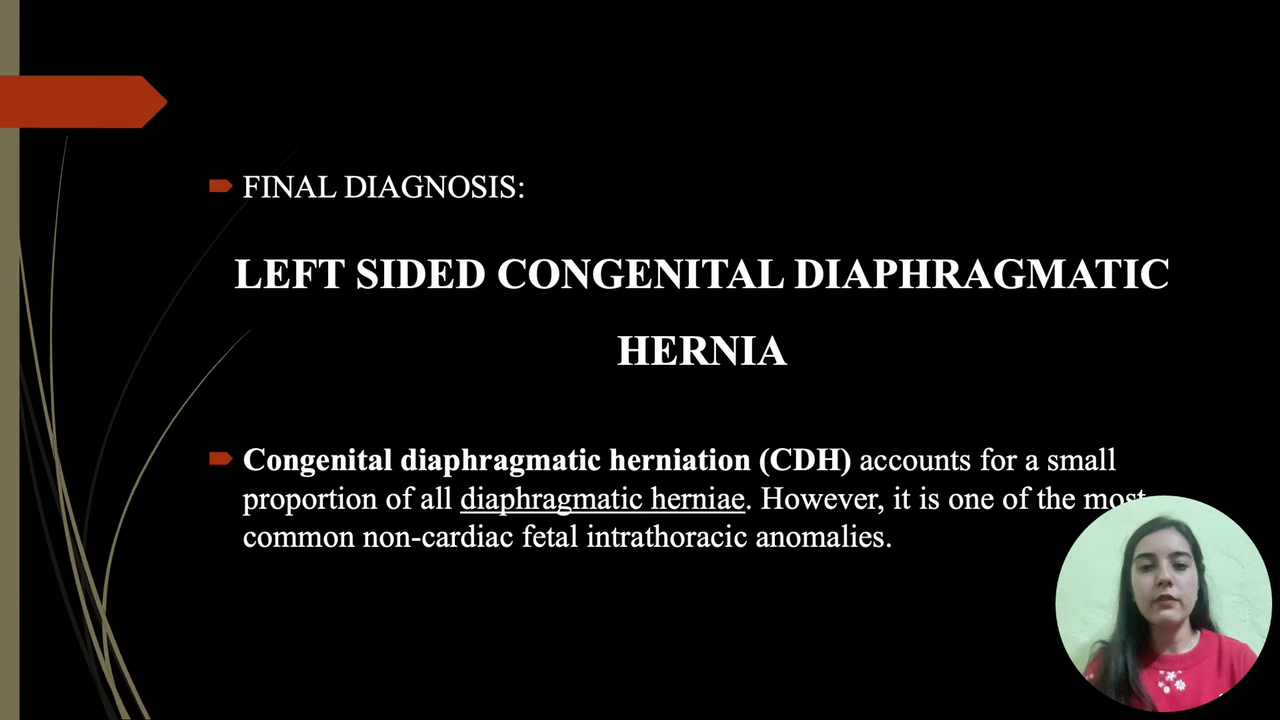 FINAL DIAGNOSIS:
LEFT SIDED CONGENITAL DIAPHRAGMATIC
HERNIA
Congenital diaphragmatic herniation (CDH) accounts for a small
proportion of all diaphragmatic herniae. However, it is one of the most
common non-cardiac fetal intrathoracic anomalies.